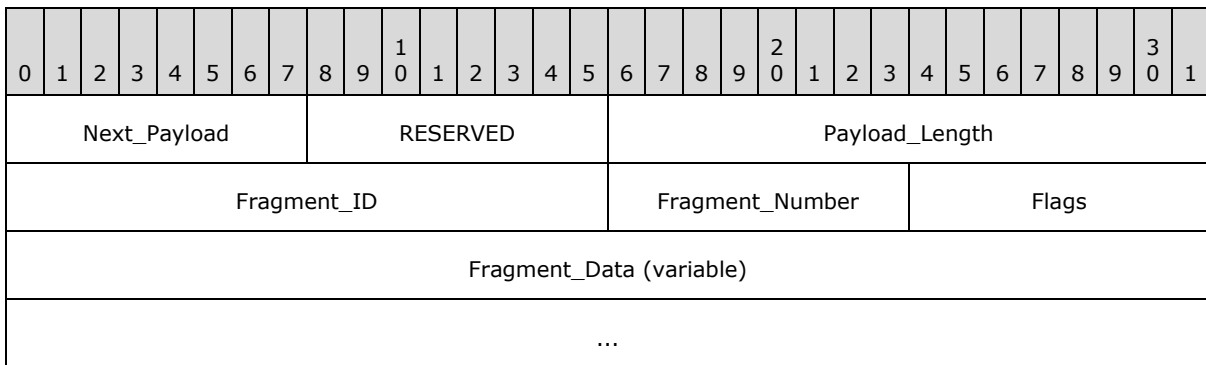 0 1 2 3 4 5 6 7 8 9 1 0 1 2 3 4 5 6 7 8 9 2 0 1 2 3 4 5 6 7 8 9 3 0 1
Next_Payload RESERVED Payload_Length
Fragment_ID Fragment_Number Flags
Fragment_Data (variable)
...